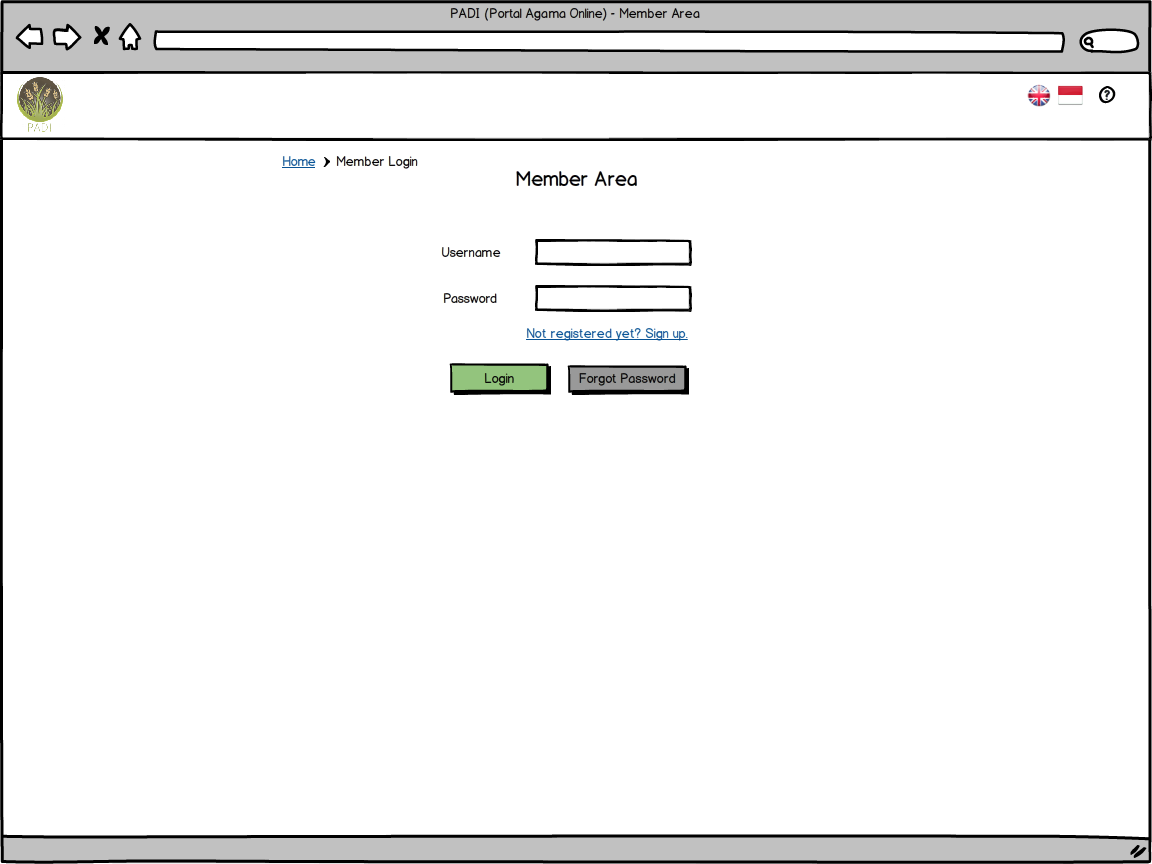 PADI (Portal Agama Online) - Member Area
PADI
?
Home > Member Login
Member Area
Username
Password
Not registered yet? Sign up.
Login
Forgot Password